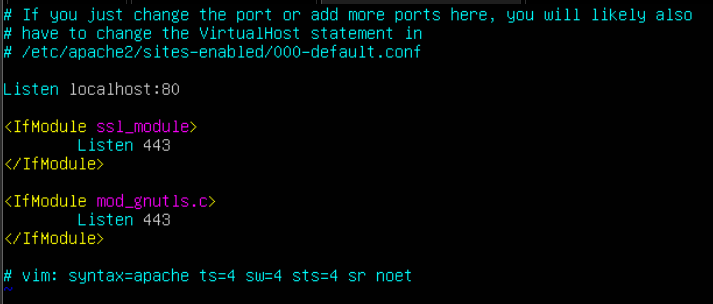 # If you just change the port or add more ports here, you will likely also
# have to change the VirtualHost statement in
# /etc/apache2/sites-enabled/000-default.conf
Listen localhost:80
<IfModule ssl_module>
Listen 443
</IfModule>
<IfModule mod_gnutls.c>
Listen 443
</IfModule>
# vim: syntax=apache ts=4 sw=4 sts=4 sr noet
~